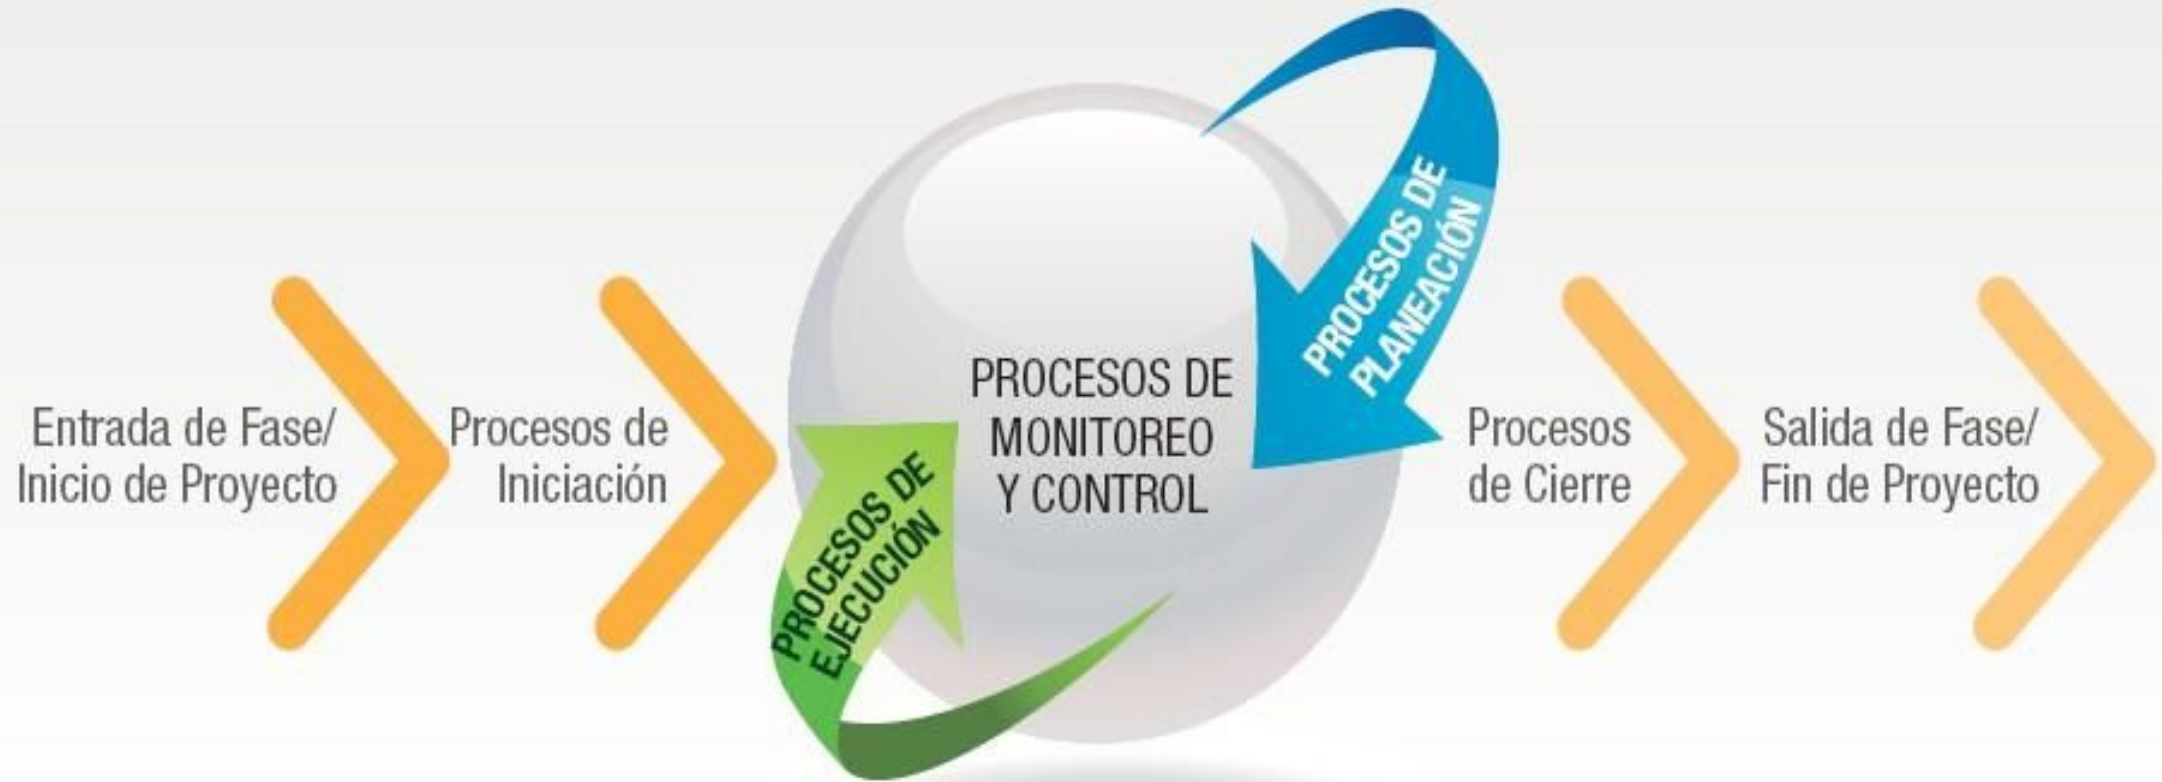 Entrada de Fase/
Inicio de Proyecto
Procesos de
Iniciación
PROCESOS DE
EJECUCIÓN
PROCESOS DE
MONITOREO
Y CONTROL
PROCESOS DE
PLANEACIÓN
Procesos
de Cierre
Salida de Fase/
Fin de Proyecto